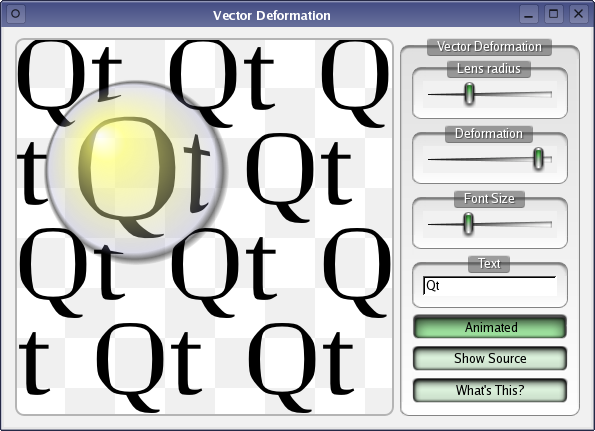 Vector Deformation
Qt Qt Q
t Qt Qt
Qt Qt Q
t Qt Qt
Vector Deformation
Lens radius
Deformation
Font Size
Text
Qt
Animated
Show Source
What's This?